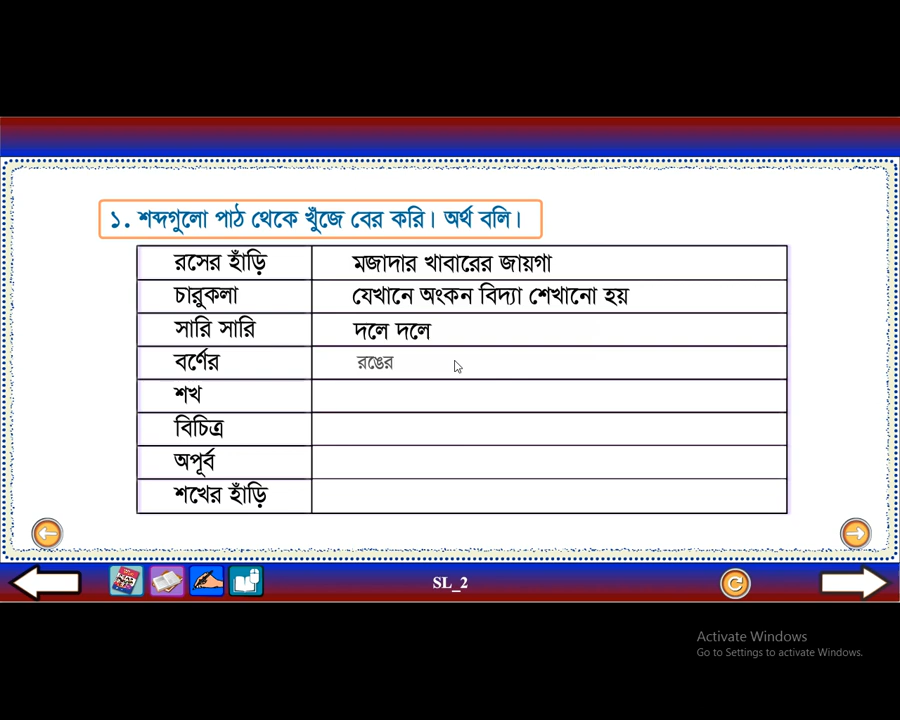 ১. শব্দগুলো পাঠ থেকে খুঁজে বের করি। অর্থ বলি।
রসের হাঁড়ি মজাদার খাবারের জায়গা
চারুকলা যেখানে অংকন বিদ্যা শেখানো হয়
সারি সারি দলে দলে
বর্ণের রঙের
শখ
বিচিত্র
অপূর্ব
শখের হাঁড়ি
SL_2
Activate Windows
Go to Settings to activate Windows.